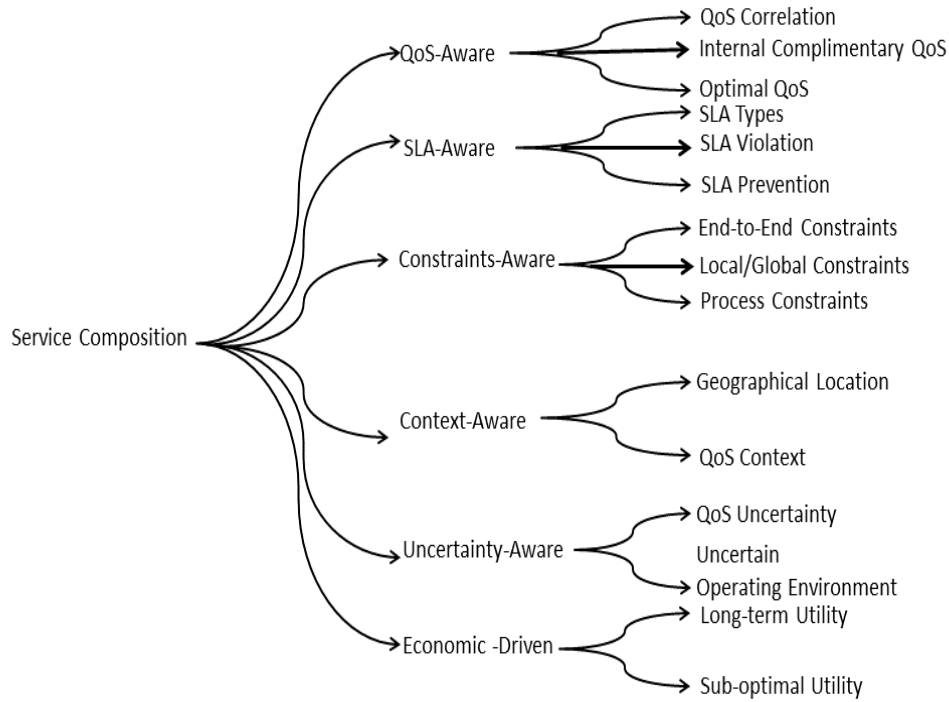 Service Composition
QoS-Aware
QoS Correlation
Internal Complimentary QoS
Optimal QoS
SLA-Aware
SLA Types
SLA Violation
SLA Prevention
Constraints-Aware
End-to-End Constraints
Local/Global Constraints
Process Constraints
Context-Aware
Geographical Location
QoS Context
Uncertainty-Aware
QoS Uncertainty
Uncertain
Operating Environment
Economic -Driven
Long-term Utility
Sub-optimal Utility